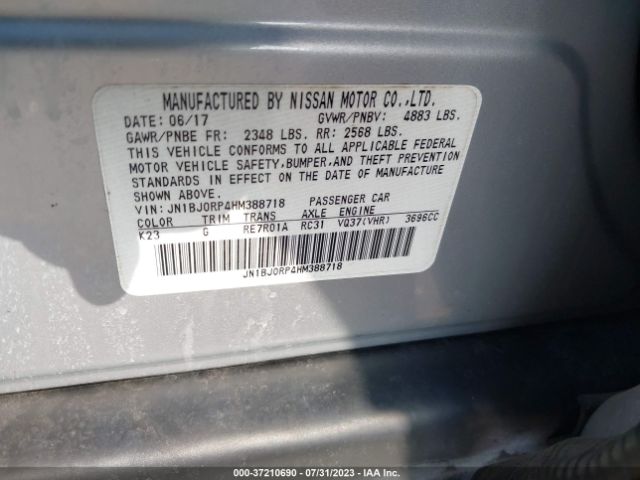 MANUFACTURED BY NISSAN MOTOR CO.,LTD.
DATE: 06/17 GVWR/PNBV: 4883 LBS.
GAWR/PNBE FR: 2348 LBS. RR: 2568 LBS.
THIS VEHICLE CONFORMS TO ALL APPLICABLE FEDERAL
MOTOR VEHICLE SAFETY,BUMPER,AND THEFT PREVENTION
STANDARDS IN EFFECT ON THE DATE OF MANUFACTURE
SHOWN ABOVE.
VIN: JN1BJ0RP4HM388718 PASSENGER CAR
COLOR TRIM TRANS AXLE ENGINE
K23 G RE7R01A RC31 VQ37(VHR) 3696CC
JN1BJ0RP4HM388718
000-37210690 - 07/31/2023 - IAA Inc.